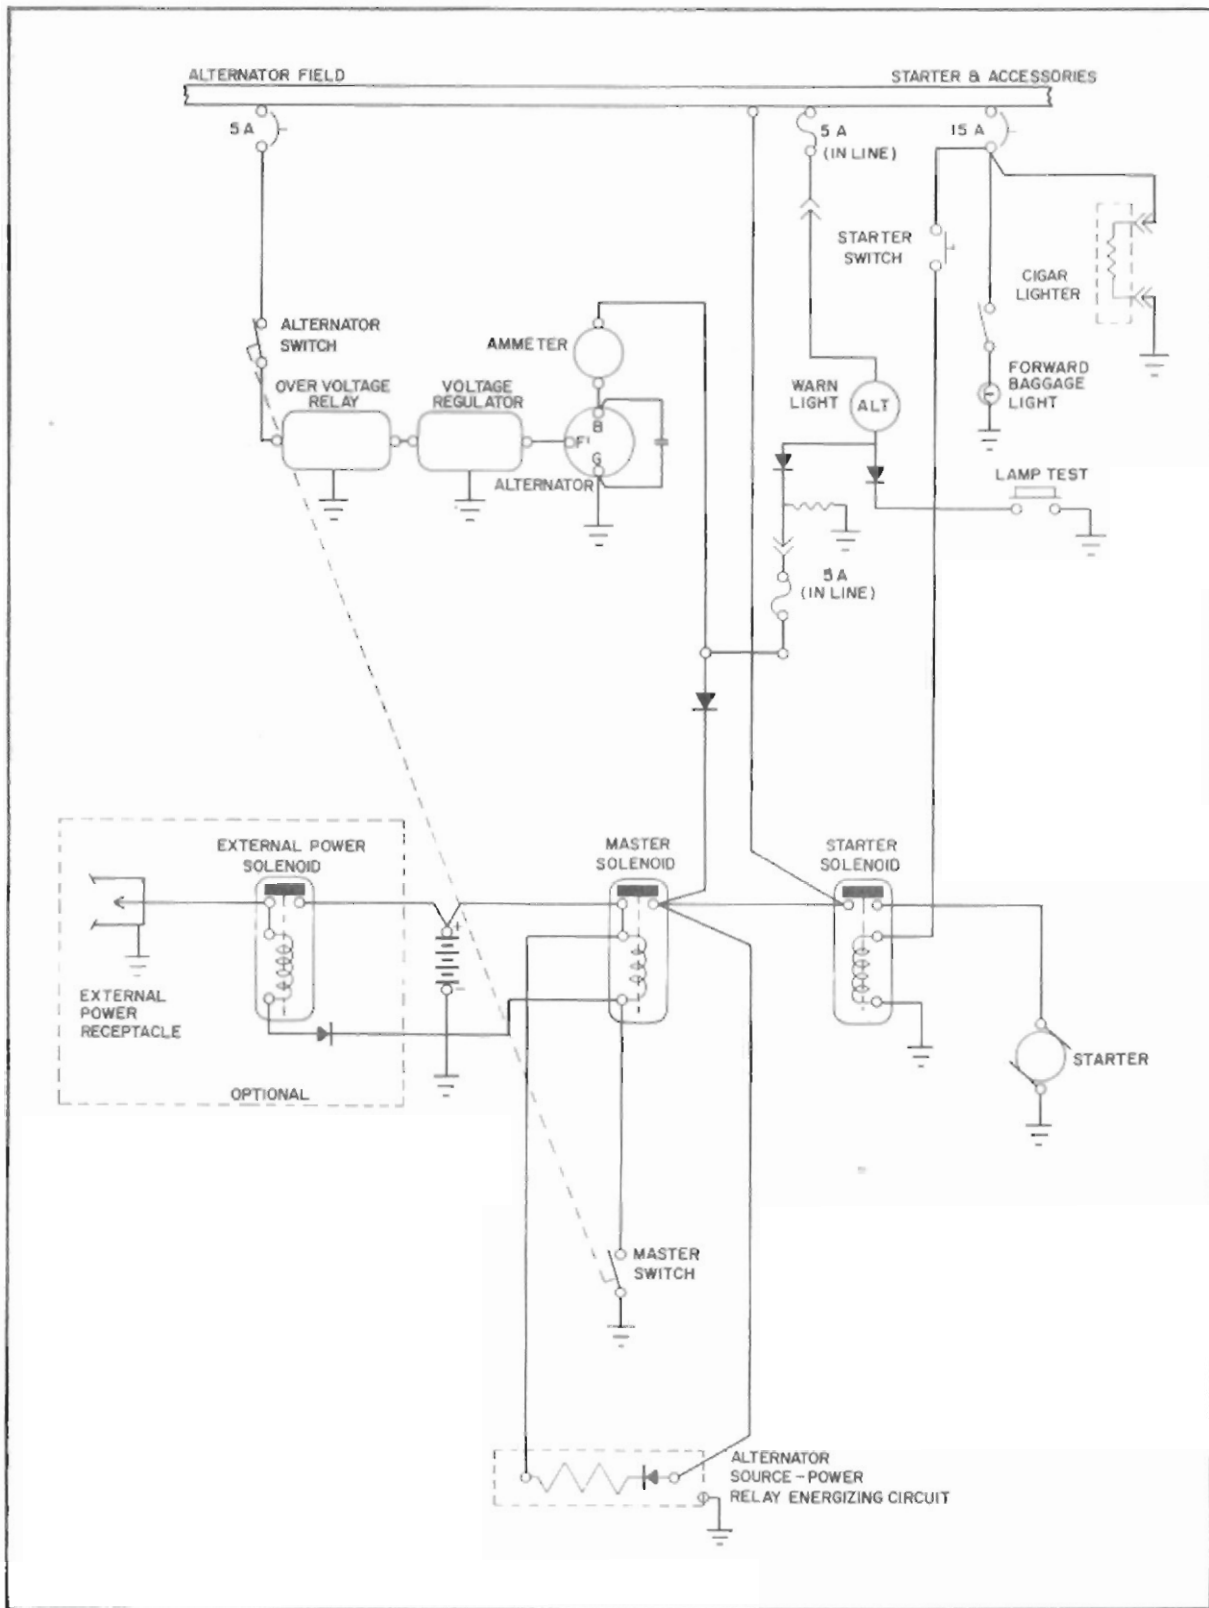 ALTERNATOR FIELD
STARTER & ACCESSORIES
5 A
5 A
(IN LINE)
15 A
STARTER
SWITCH
CIGAR
LIGHTER
ALTERNATOR
SWITCH
AMMETER
OVER VOLTAGE
RELAY
VOLTAGE
REGULATOR
WARN
LIGHT
ALT
FORWARD
BAGGAGE
LIGHT
B
F1
G
ALTERNATOR
LAMP TEST
5 A
(IN LINE)
EXTERNAL POWER
SOLENOID
MASTER
SOLENOID
STARTER
SOLENOID
+
−
EXTERNAL
POWER
RECEPTACLE
OPTIONAL
STARTER
MASTER
SWITCH
ALTERNATOR
SOURCE-POWER
RELAY ENERGIZING CIRCUIT